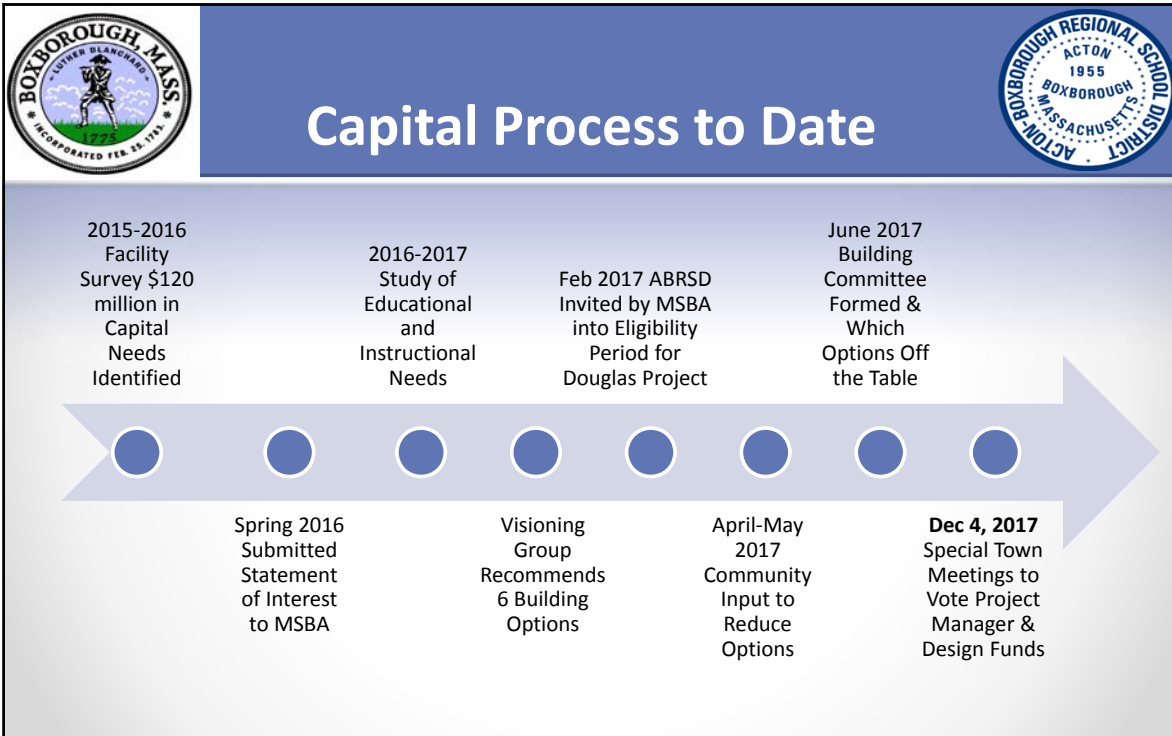 BOXBOROUGH, MASS.
LUTHER BLANCHARD
1775
* INCORPORATED FEB. 25, 1783. *
Capital Process to Date
ACTON BOXBOROUGH REGIONAL SCHOOL DISTRICT
ACTON
1955
BOXBOROUGH
MASSACHUSETTS
2015-2016
Facility
Survey $120
million in
Capital
Needs
Identified
Spring 2016
Submitted
Statement
of Interest
to MSBA
2016-2017
Study of
Educational
and
Instructional
Needs
Visioning
Group
Recommends
6 Building
Options
Feb 2017 ABRSD
Invited by MSBA
into Eligibility
Period for
Douglas Project
April-May
2017
Community
Input to
Reduce
Options
June 2017
Building
Committee
Formed &
Which
Options Off
the Table
Dec 4, 2017
Special Town
Meetings to
Vote Project
Manager &
Design Funds